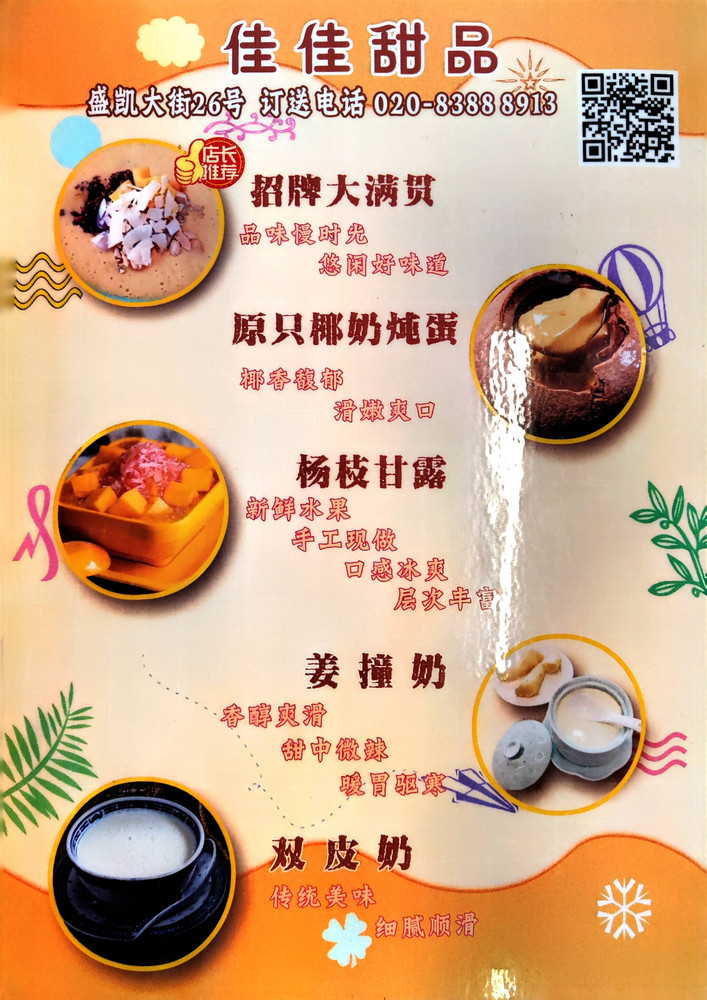 佳佳甜品
盛凯大街26号 订送电话 020-8388 8913
店长
推荐
招牌大满贯
品味慢时光
悠闲好味道
原只椰奶炖蛋
椰香馥郁
滑嫩爽口
杨枝甘露
新鲜水果
手工现做
口感冰爽
层次丰富
姜撞奶
香醇爽滑
甜中微辣
暖胃驱寒
双皮奶
传统美味
细腻顺滑